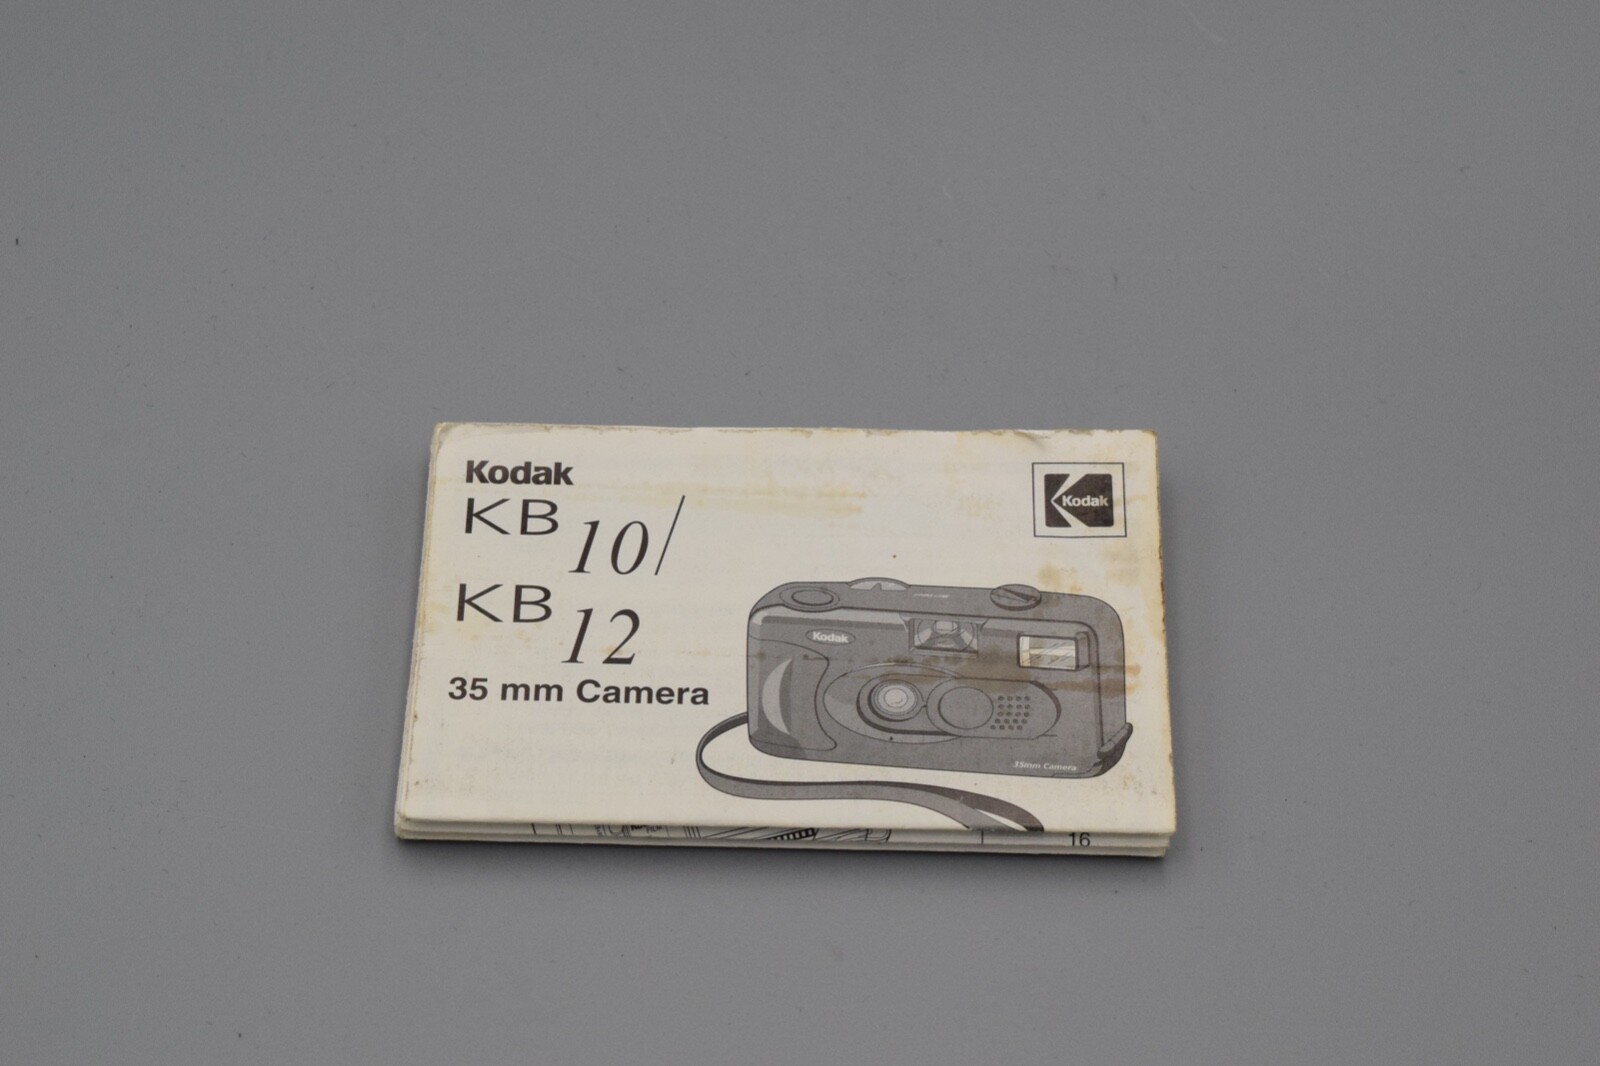 Kodak
KB 10/
KB 12
35 mm Camera
Kodak
Kodak
35mm Camera
16